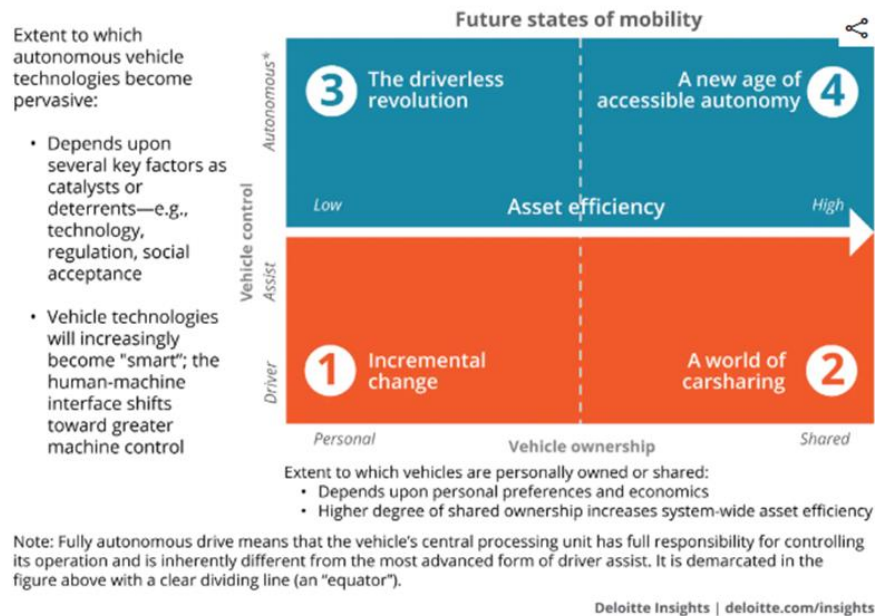 Future states of mobility
Extent to which
autonomous vehicle
technologies become
pervasive:
• Depends upon
several key factors as
catalysts or
deterrents—e.g.,
technology,
regulation, social
acceptance
• Vehicle technologies
will increasingly
become "smart"; the
human-machine
interface shifts
toward greater
machine control
Vehicle control
Autonomous*
Assist
Driver
3
The driverless
revolution
A new age of
accessible autonomy
4
Low
Asset efficiency
High
1
Incremental
change
A world of
carsharing
2
Personal
Vehicle ownership
Shared
Extent to which vehicles are personally owned or shared:
• Depends upon personal preferences and economics
• Higher degree of shared ownership increases system-wide asset efficiency
Note: Fully autonomous drive means that the vehicle's central processing unit has full responsibility for controlling
its operation and is inherently different from the most advanced form of driver assist. It is demarcated in the
figure above with a clear dividing line (an "equator").
Deloitte Insights | deloitte.com/insights